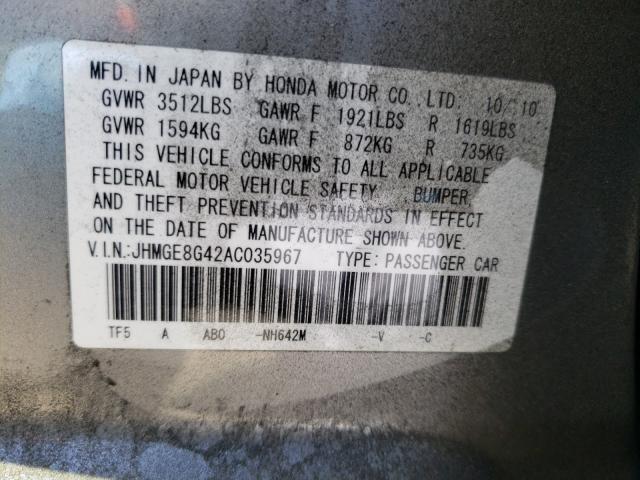 MFD. IN JAPAN BY HONDA MOTOR CO., LTD. 10/10
GVWR 3512LBS GAWR F 1921LBS R 1619LBS
GVWR 1594KG GAWR F 872KG R 735KG
THIS VEHICLE CONFORMS TO ALL APPLICABLE
FEDERAL MOTOR VEHICLE SAFETY, BUMPER,
AND THEFT PREVENTION STANDARDS IN EFFECT
ON THE DATE OF MANUFACTURE SHOWN ABOVE.
V.I.N.:JHMGE8G42AC035967 TYPE: PASSENGER CAR
TF5 A AB0 -NH642M -V -C